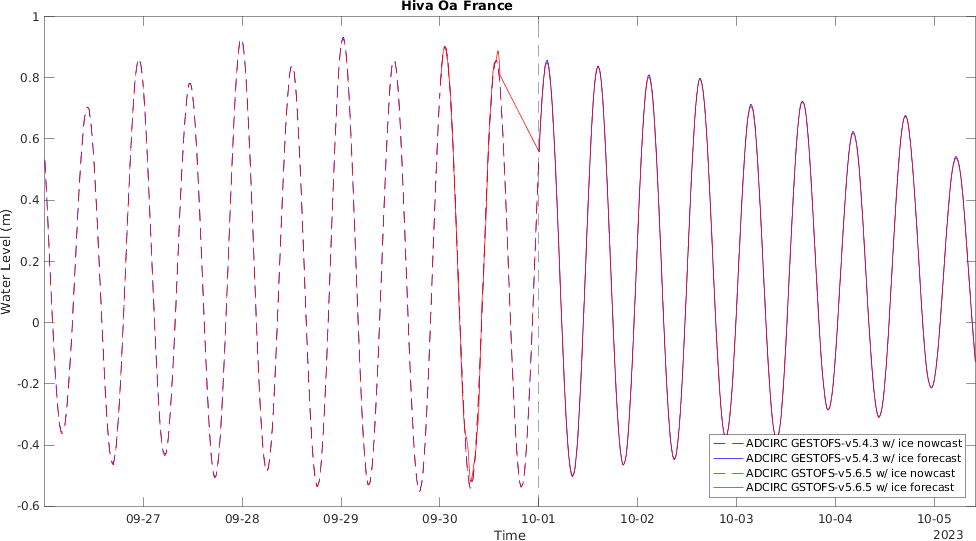 Hiva Oa France
1
0.8
0.6
0.4
0.2
0
-0.2
-0.4
-0.6
Water Level (m)
ADCIRC GESTOFS-v5.4.3 w/ ice nowcast
ADCIRC GESTOFS-v5.4.3 w/ ice forecast
ADCIRC GSTOFS-v5.6.5 w/ ice nowcast
ADCIRC GSTOFS-v5.6.5 w/ ice forecast
09-27 09-28 09-29 09-30 10-01 10-02 10-03 10-04 10-05
Time
2023